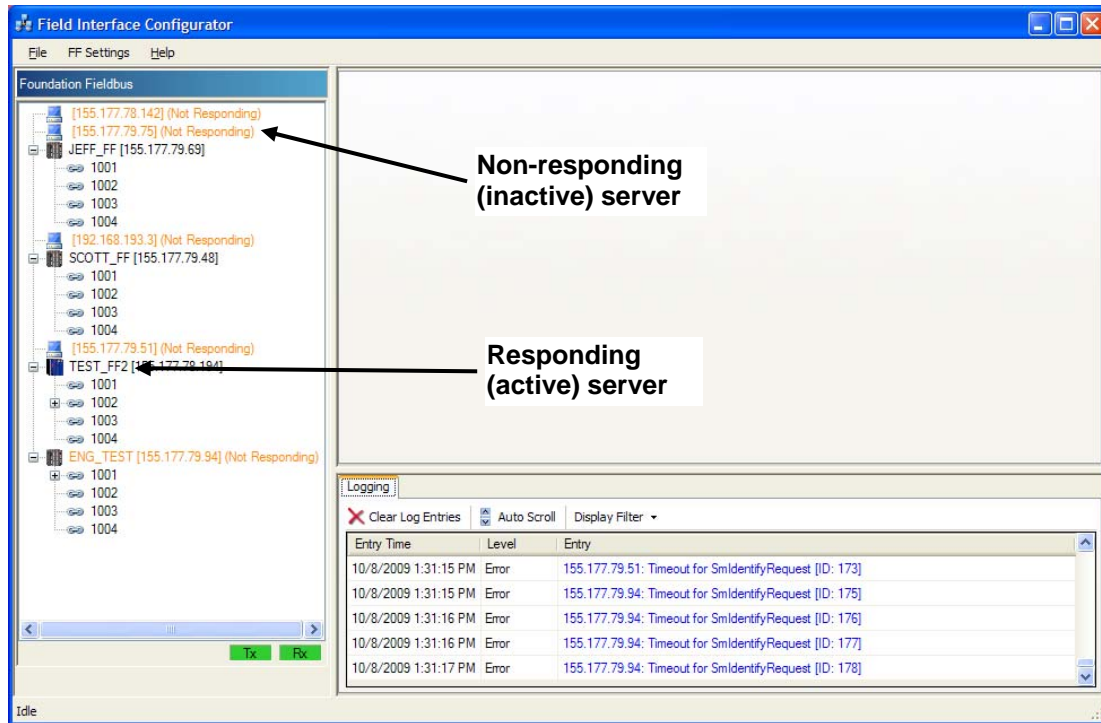 Field Interface Configurator
File FF Settings Help
Foundation Fieldbus
[155.177.78.142] (Not Responding)
[155.177.79.75] (Not Responding)
JEFF_FF [155.177.79.69]
1001
1002
1003
1004
[192.168.193.3] (Not Responding)
SCOTT_FF [155.177.79.48]
1001
1002
1003
1004
[155.177.79.51] (Not Responding)
TEST_FF2 [155.177.78.194]
1001
1002
1003
1004
ENG_TEST [155.177.79.94] (Not Responding)
1001
1002
1003
1004
Tx Rx
Non-responding
(inactive) server
Responding
(active) server
Logging
Clear Log Entries Auto Scroll Display Filter
Entry Time Level Entry
10/8/2009 1:31:15 PM Error 155.177.79.51: Timeout for SmIdentifyRequest [ID: 173]
10/8/2009 1:31:15 PM Error 155.177.79.94: Timeout for SmIdentifyRequest [ID: 175]
10/8/2009 1:31:16 PM Error 155.177.79.94: Timeout for SmIdentifyRequest [ID: 176]
10/8/2009 1:31:16 PM Error 155.177.79.94: Timeout for SmIdentifyRequest [ID: 177]
10/8/2009 1:31:17 PM Error 155.177.79.94: Timeout for SmIdentifyRequest [ID: 178]
Idle